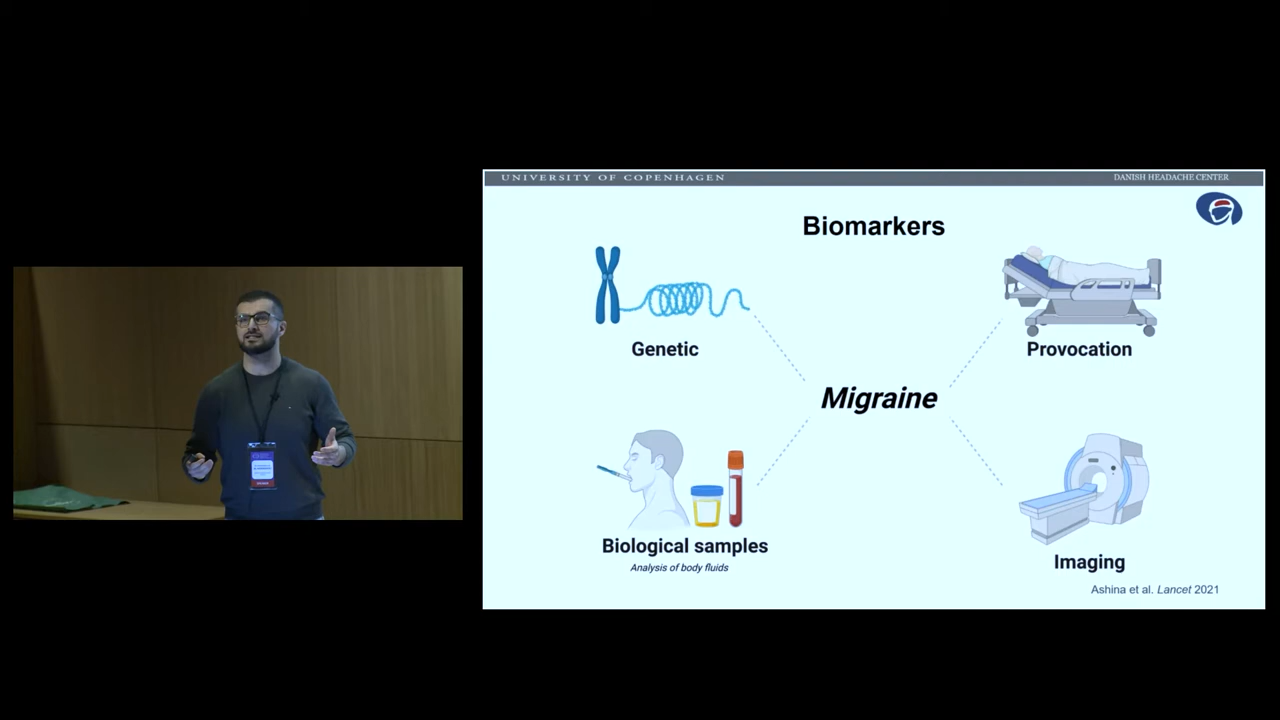 UNIVERSITY OF COPENHAGEN
DANISH HEADACHE CENTER
Biomarkers
Genetic
Provocation
Migraine
Biological samples
Analysis of body fluids
Imaging
Ashina et al. Lancet 2021